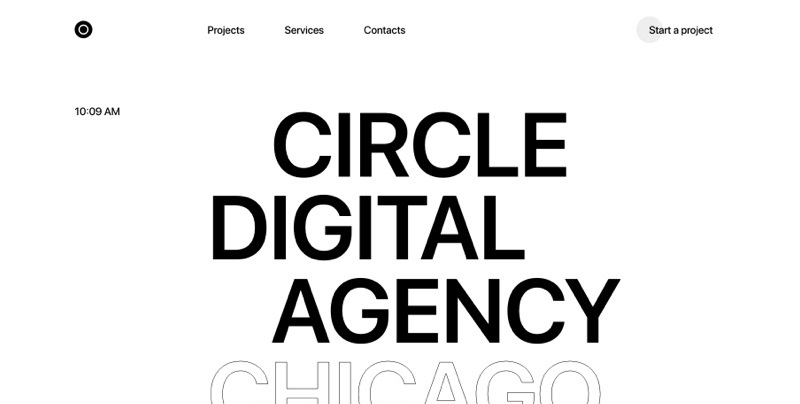 Projects Services Contacts Start a project
10:09 AM
CIRCLE
DIGITAL
AGENCY
CHICAGO